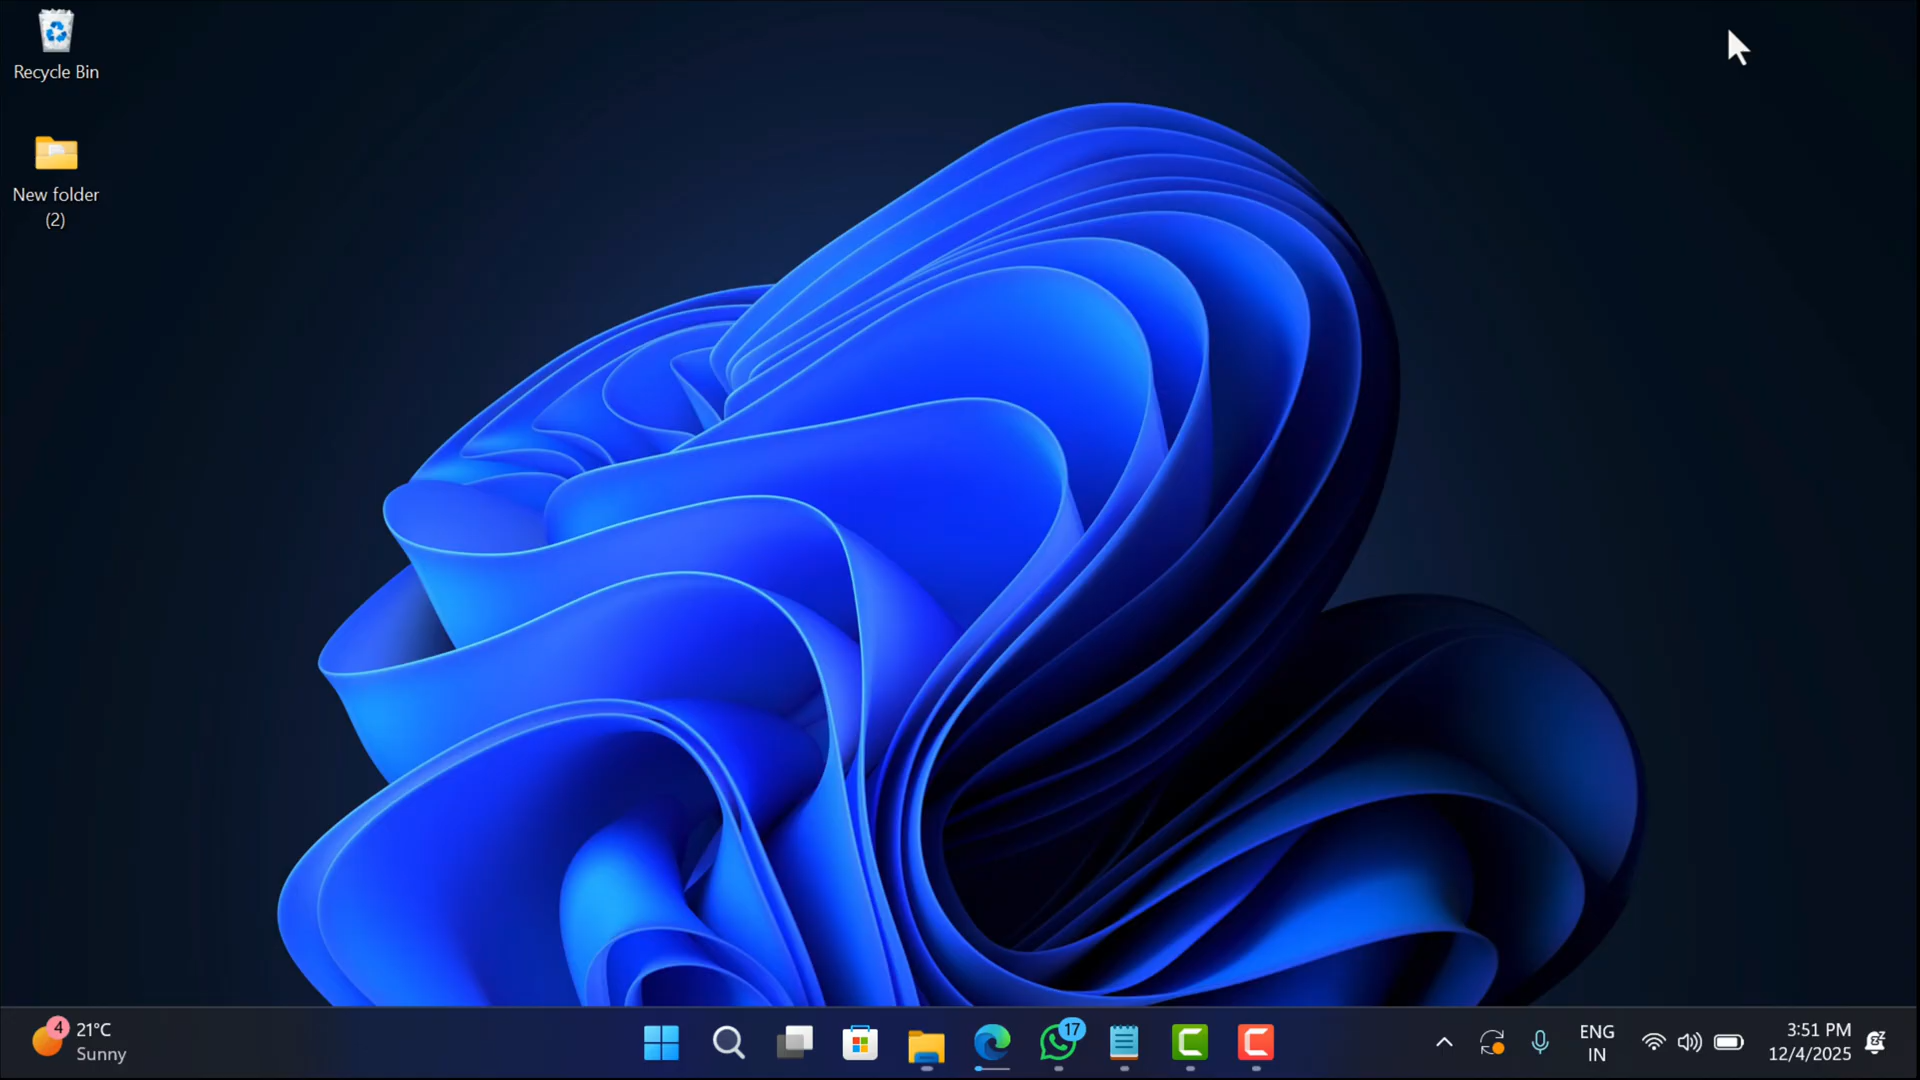 Recycle Bin
New folder
(2)
4
21°C
Sunny
17
ENG
IN
3:51 PM
12/4/2025